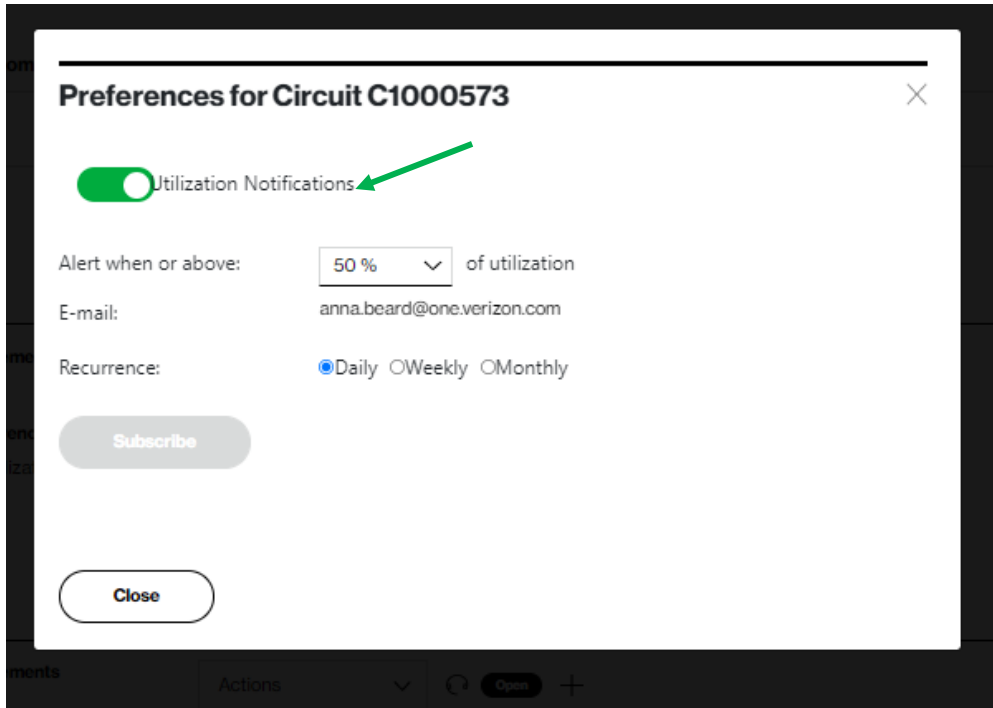 Preferences for Circuit C1000573
Utilization Notifications
Alert when or above: 50 % of utilization
E-mail: anna.beard@one.verizon.com
Recurrence: Daily Weekly Monthly
Subscribe
Close
ments
Actions Open